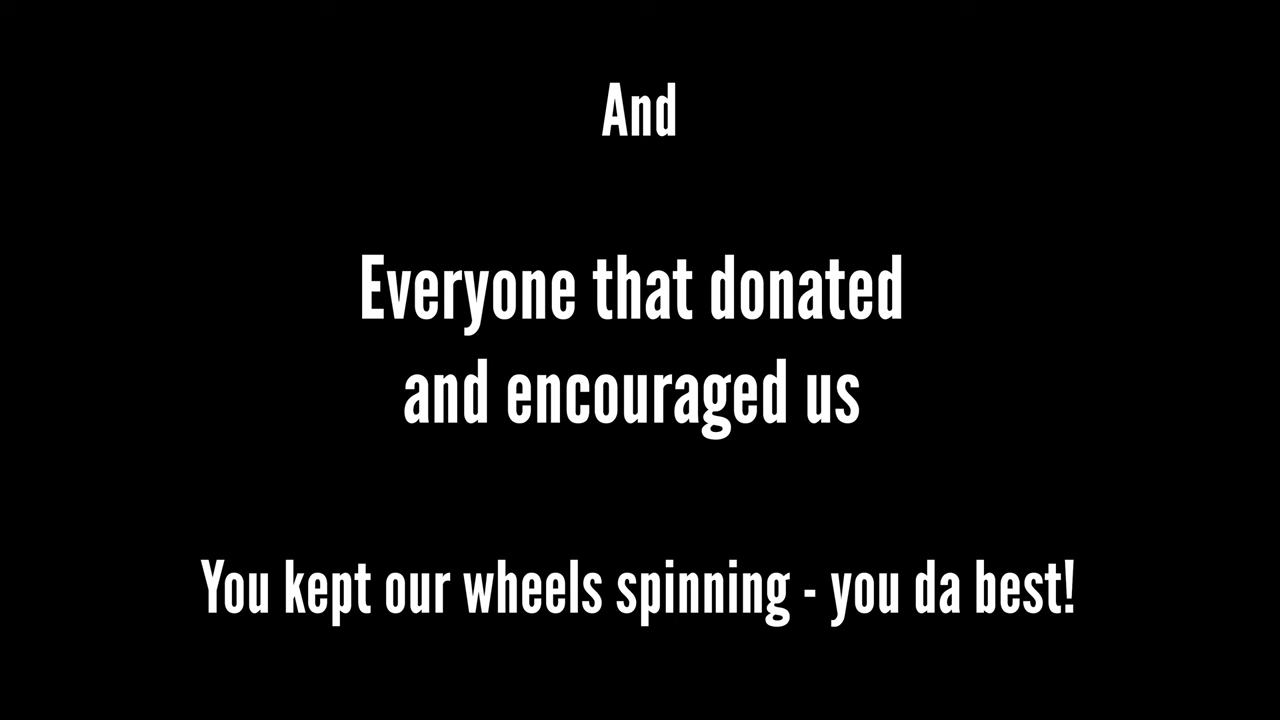 And
Everyone that donated
and encouraged us
You kept our wheels spinning - you da best!